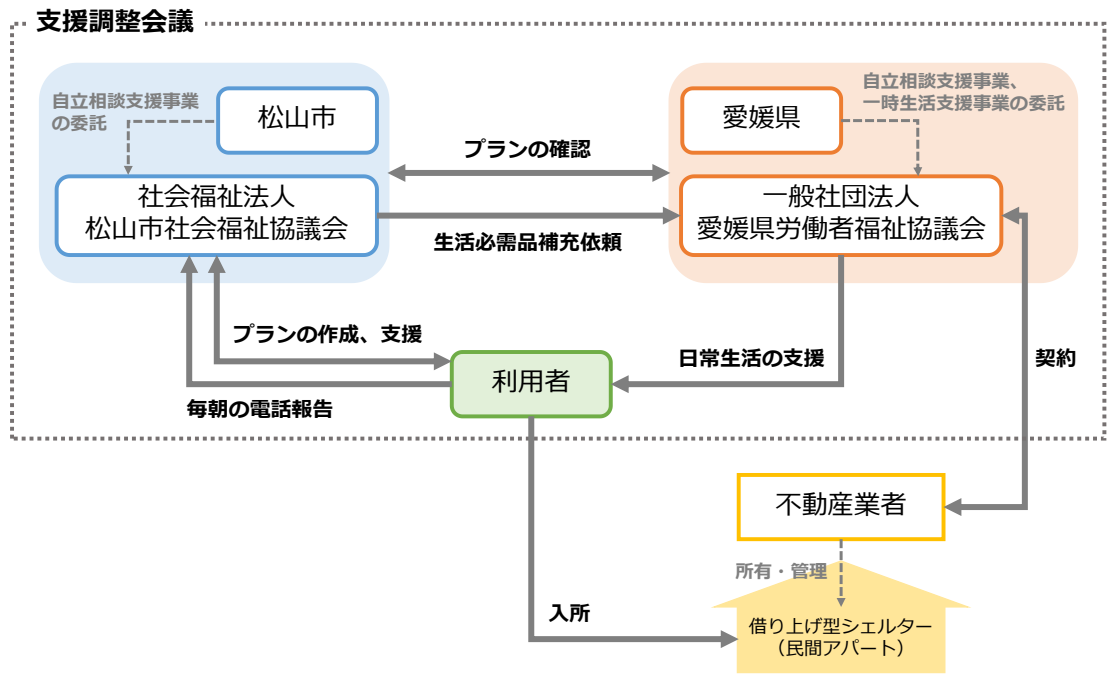 支援調整会議
自立相談支援事業
の委託
松山市
愛媛県
自立相談支援事業、
一時生活支援事業の委託
プランの確認
社会福祉法人
松山市社会福祉協議会
一般社団法人
愛媛県労働者福祉協議会
生活必需品補充依頼
プランの作成、支援
利用者
日常生活の支援
契約
毎朝の電話報告
不動産業者
所有・管理
入所
借り上げ型シェルター
（民間アパート）